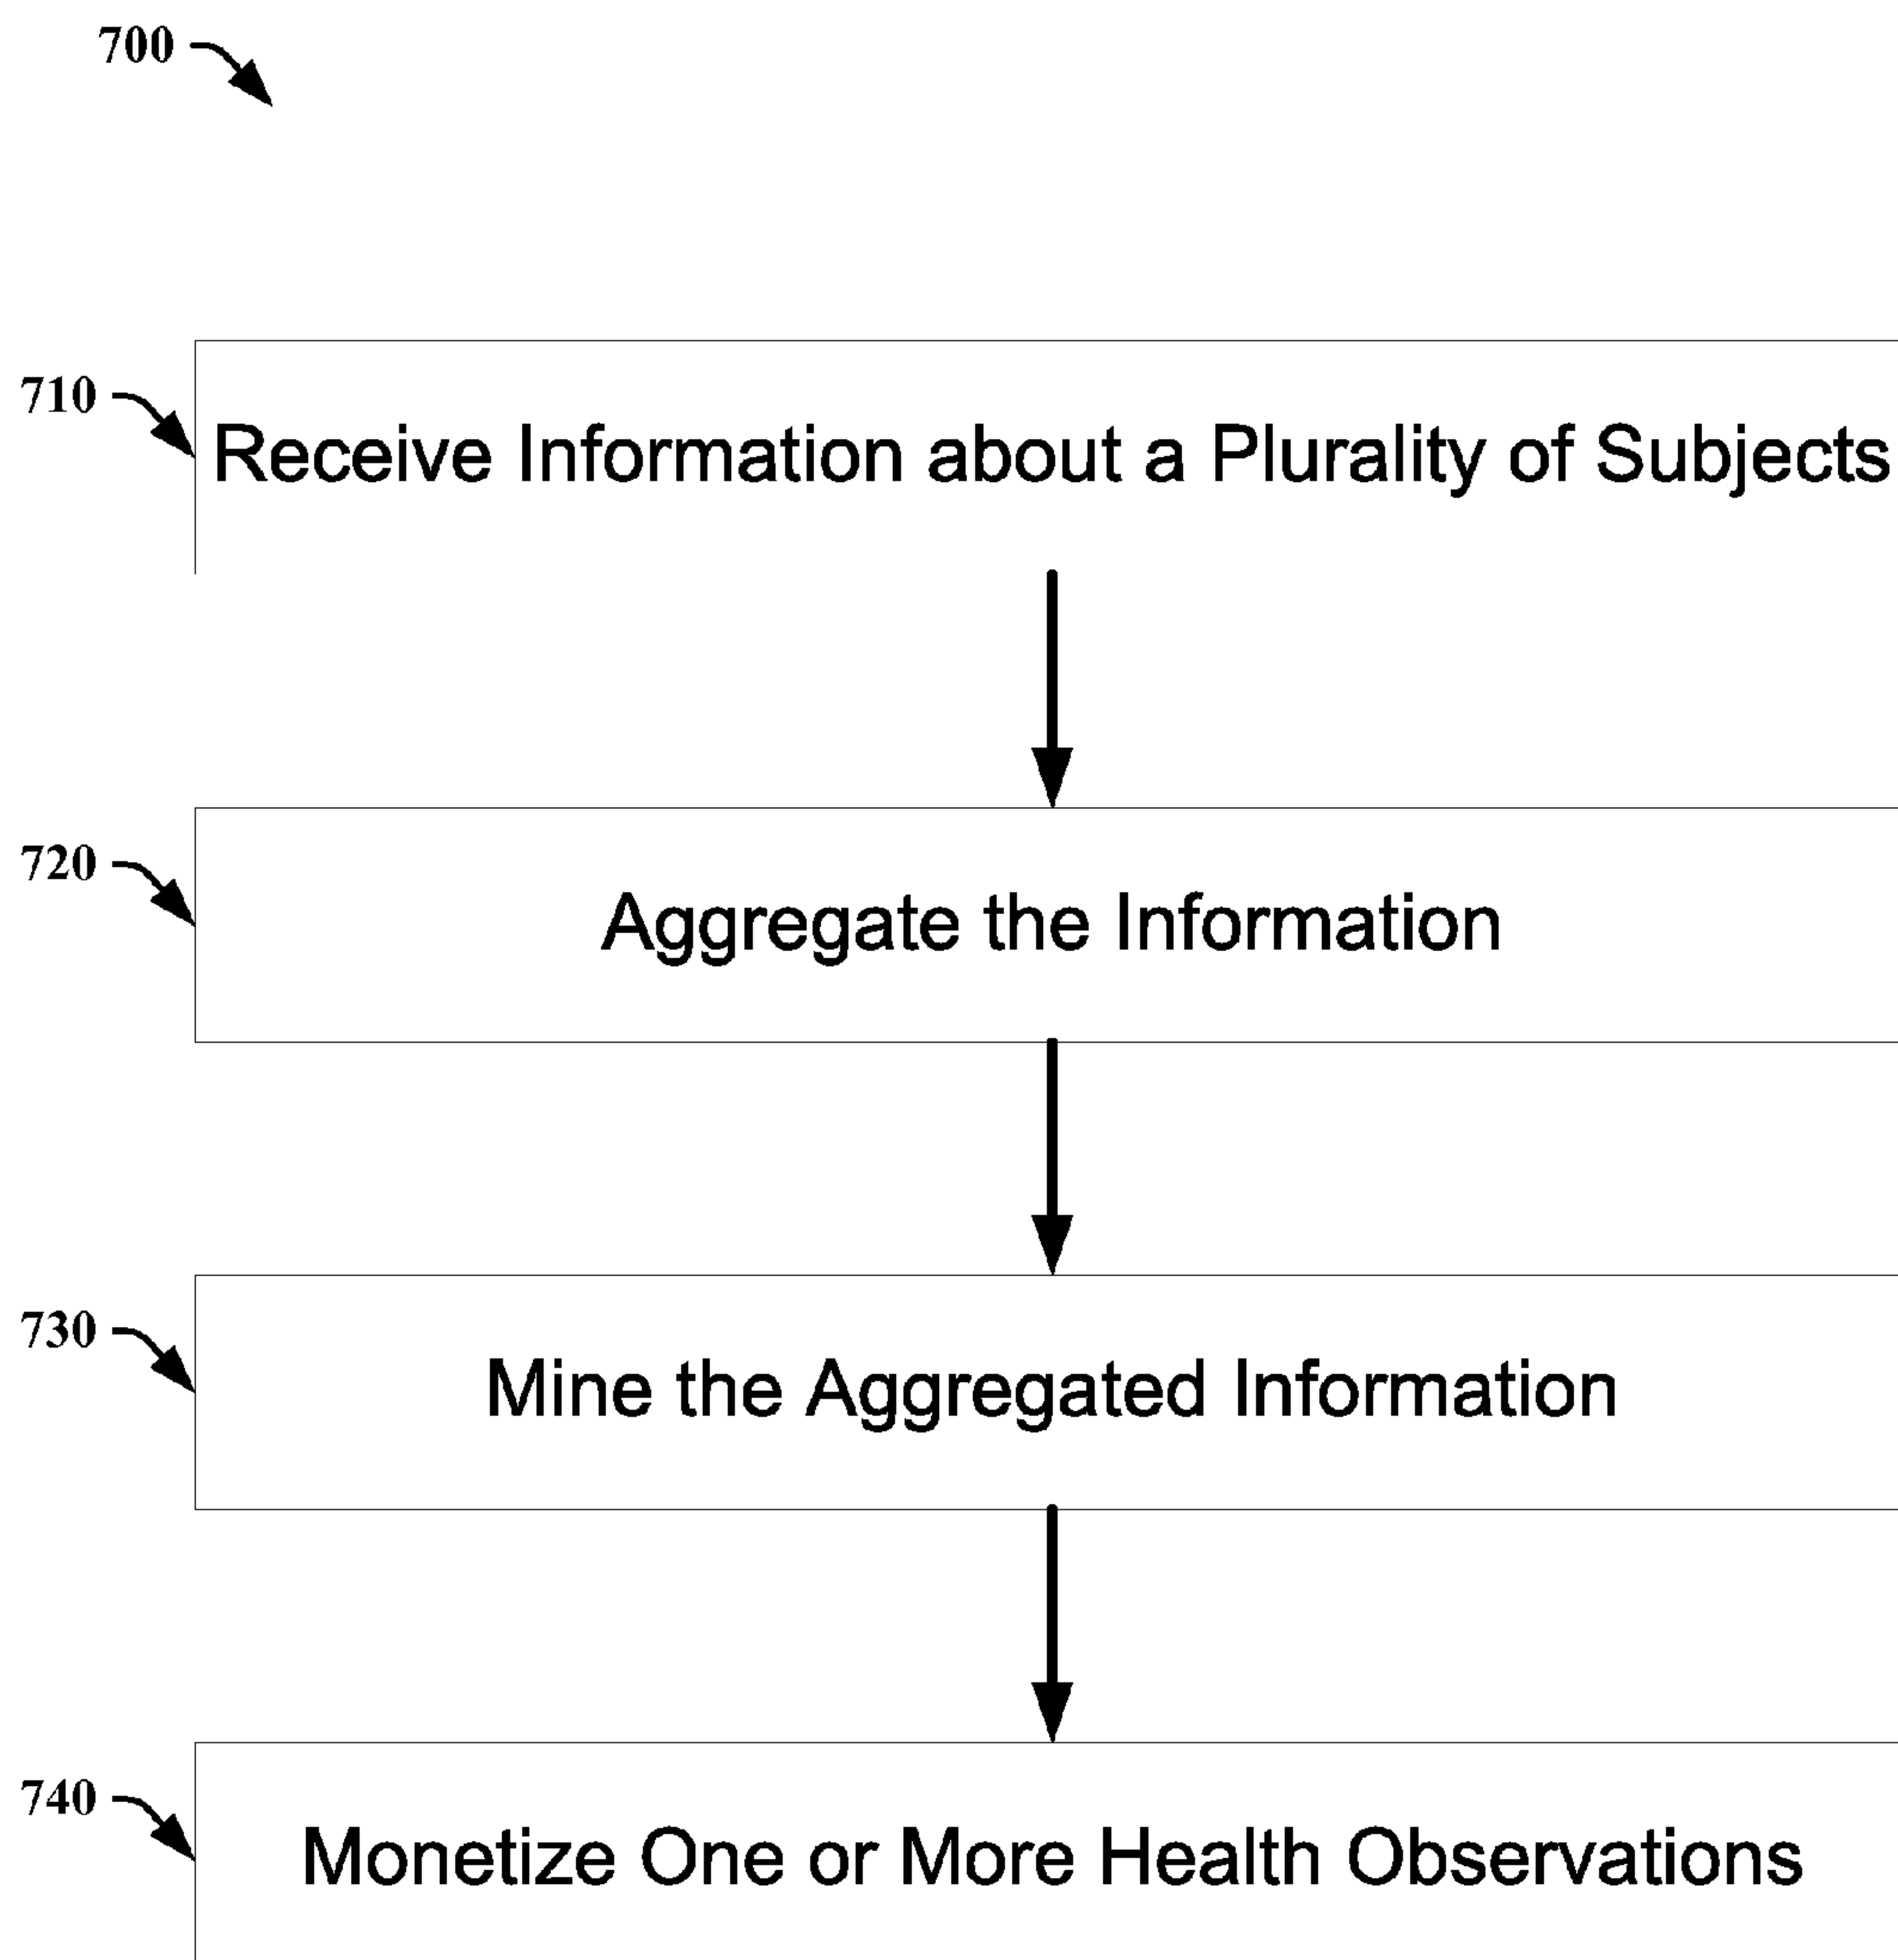 700
710
Receive Information about a Plurality of Subjects
720
Aggregate the Information
730
Mine the Aggregated Information
740
Monetize One or More Health Observations